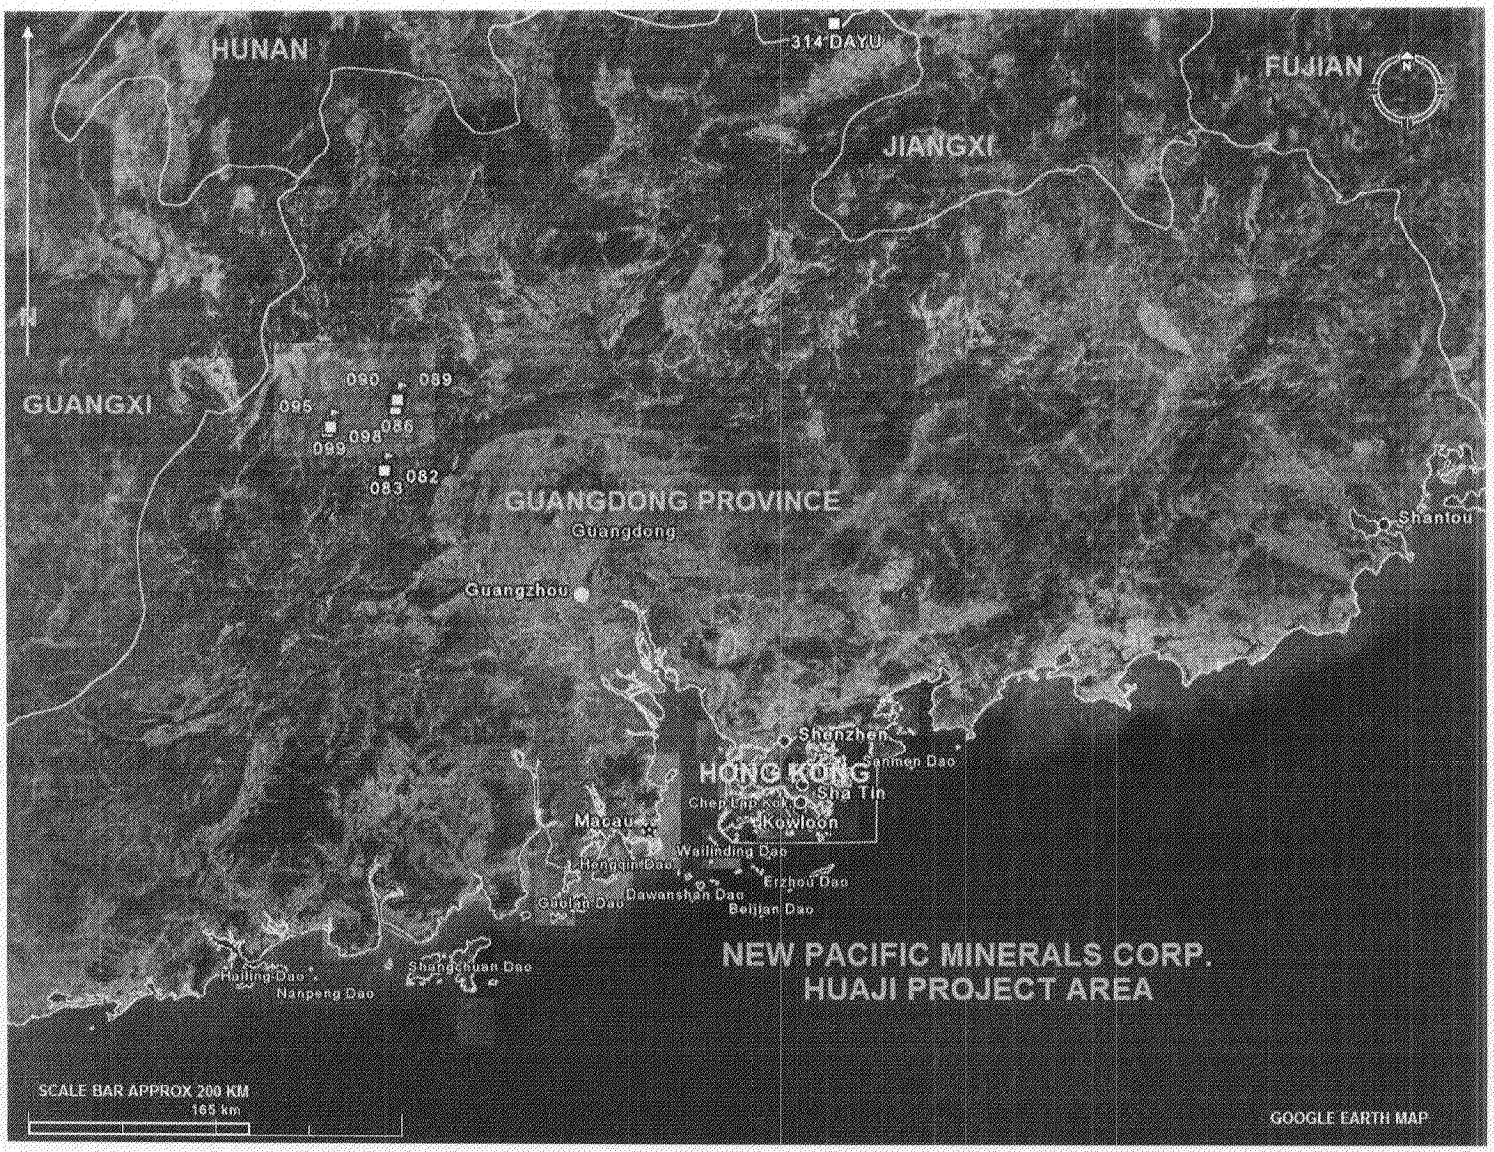 314 DAYU
HUNAN
FUJIAN
N
JIANGXI
N
090 089
GUANGXI
095
086
098
099
082
083
GUANGDONG PROVINCE
Guangdong
Shantou
Guangzhou
Shenzhen
Sanmen Dao
HONG KONG
Sha Tin
Chep Lap Kok
Macau
Kowloon
Wailinding Dao
Hengqin Dao
Erzhou Dao
Dawanshan Dao
Gaolan Dao
Beijian Dao
NEW PACIFIC MINERALS CORP.
HUAJI PROJECT AREA
Shangchuan Dao
Hailing Dao
Nanpeng Dao
SCALE BAR APPROX 200 KM
165 km
GOOGLE EARTH MAP